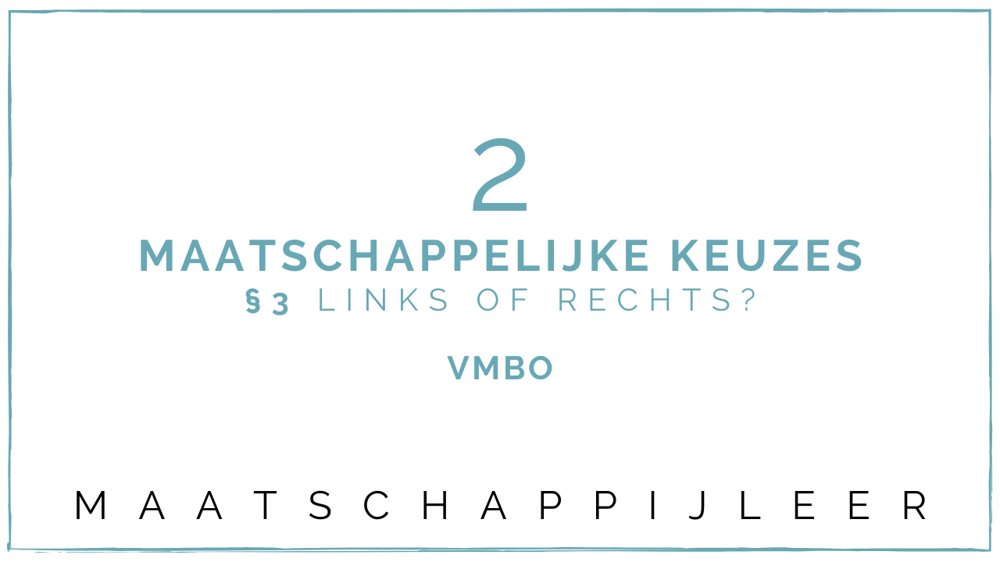 2
MAATSCHAPPELIJKE KEUZES
§ 3 LINKS OF RECHTS?
VMBO
MAATSCHAPPIJLEER